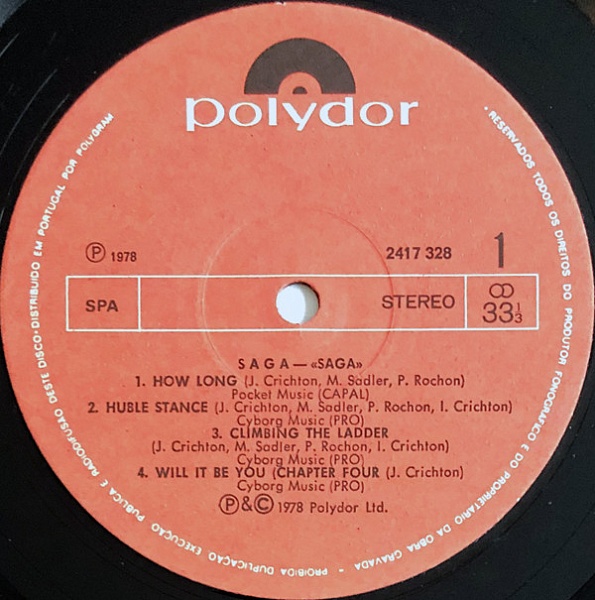 polydor
Ⓟ 1978
2417 328
1
SPA
STEREO
33 1/3
SAGA — «SAGA»
1. HOW LONG (J. Crichton, M. Sadler, P. Rochon)
Pocket Music (CAPAL)
2. HUBLE STANCE (J. Crichton, M. Sadler, P. Rochon, I. Crichton)
Cyborg Music (PRO)
3. CLIMBING THE LADDER
(J. Crichton, M. Sadler, P. Rochon, I. Crichton)
Cyborg Music (PRO)
4. WILL IT BE YOU (CHAPTER FOUR (J. Crichton)
Cyborg Music (PRO)
Ⓟ&© 1978 Polydor Ltd.
· RESERVADOS TODOS OS DIREITOS DO PRODUTOR FONOGRÁFICO E DO PROPRIETÁRIO DA OBRA GRAVADA · PROIBIDA DUPLICAÇÃO, EXECUÇÃO PÚBLICA E RADIODIFUSÃO DESTE DISCO · DISTRIBUIDO EM PORTUGAL POR POLYGRAM